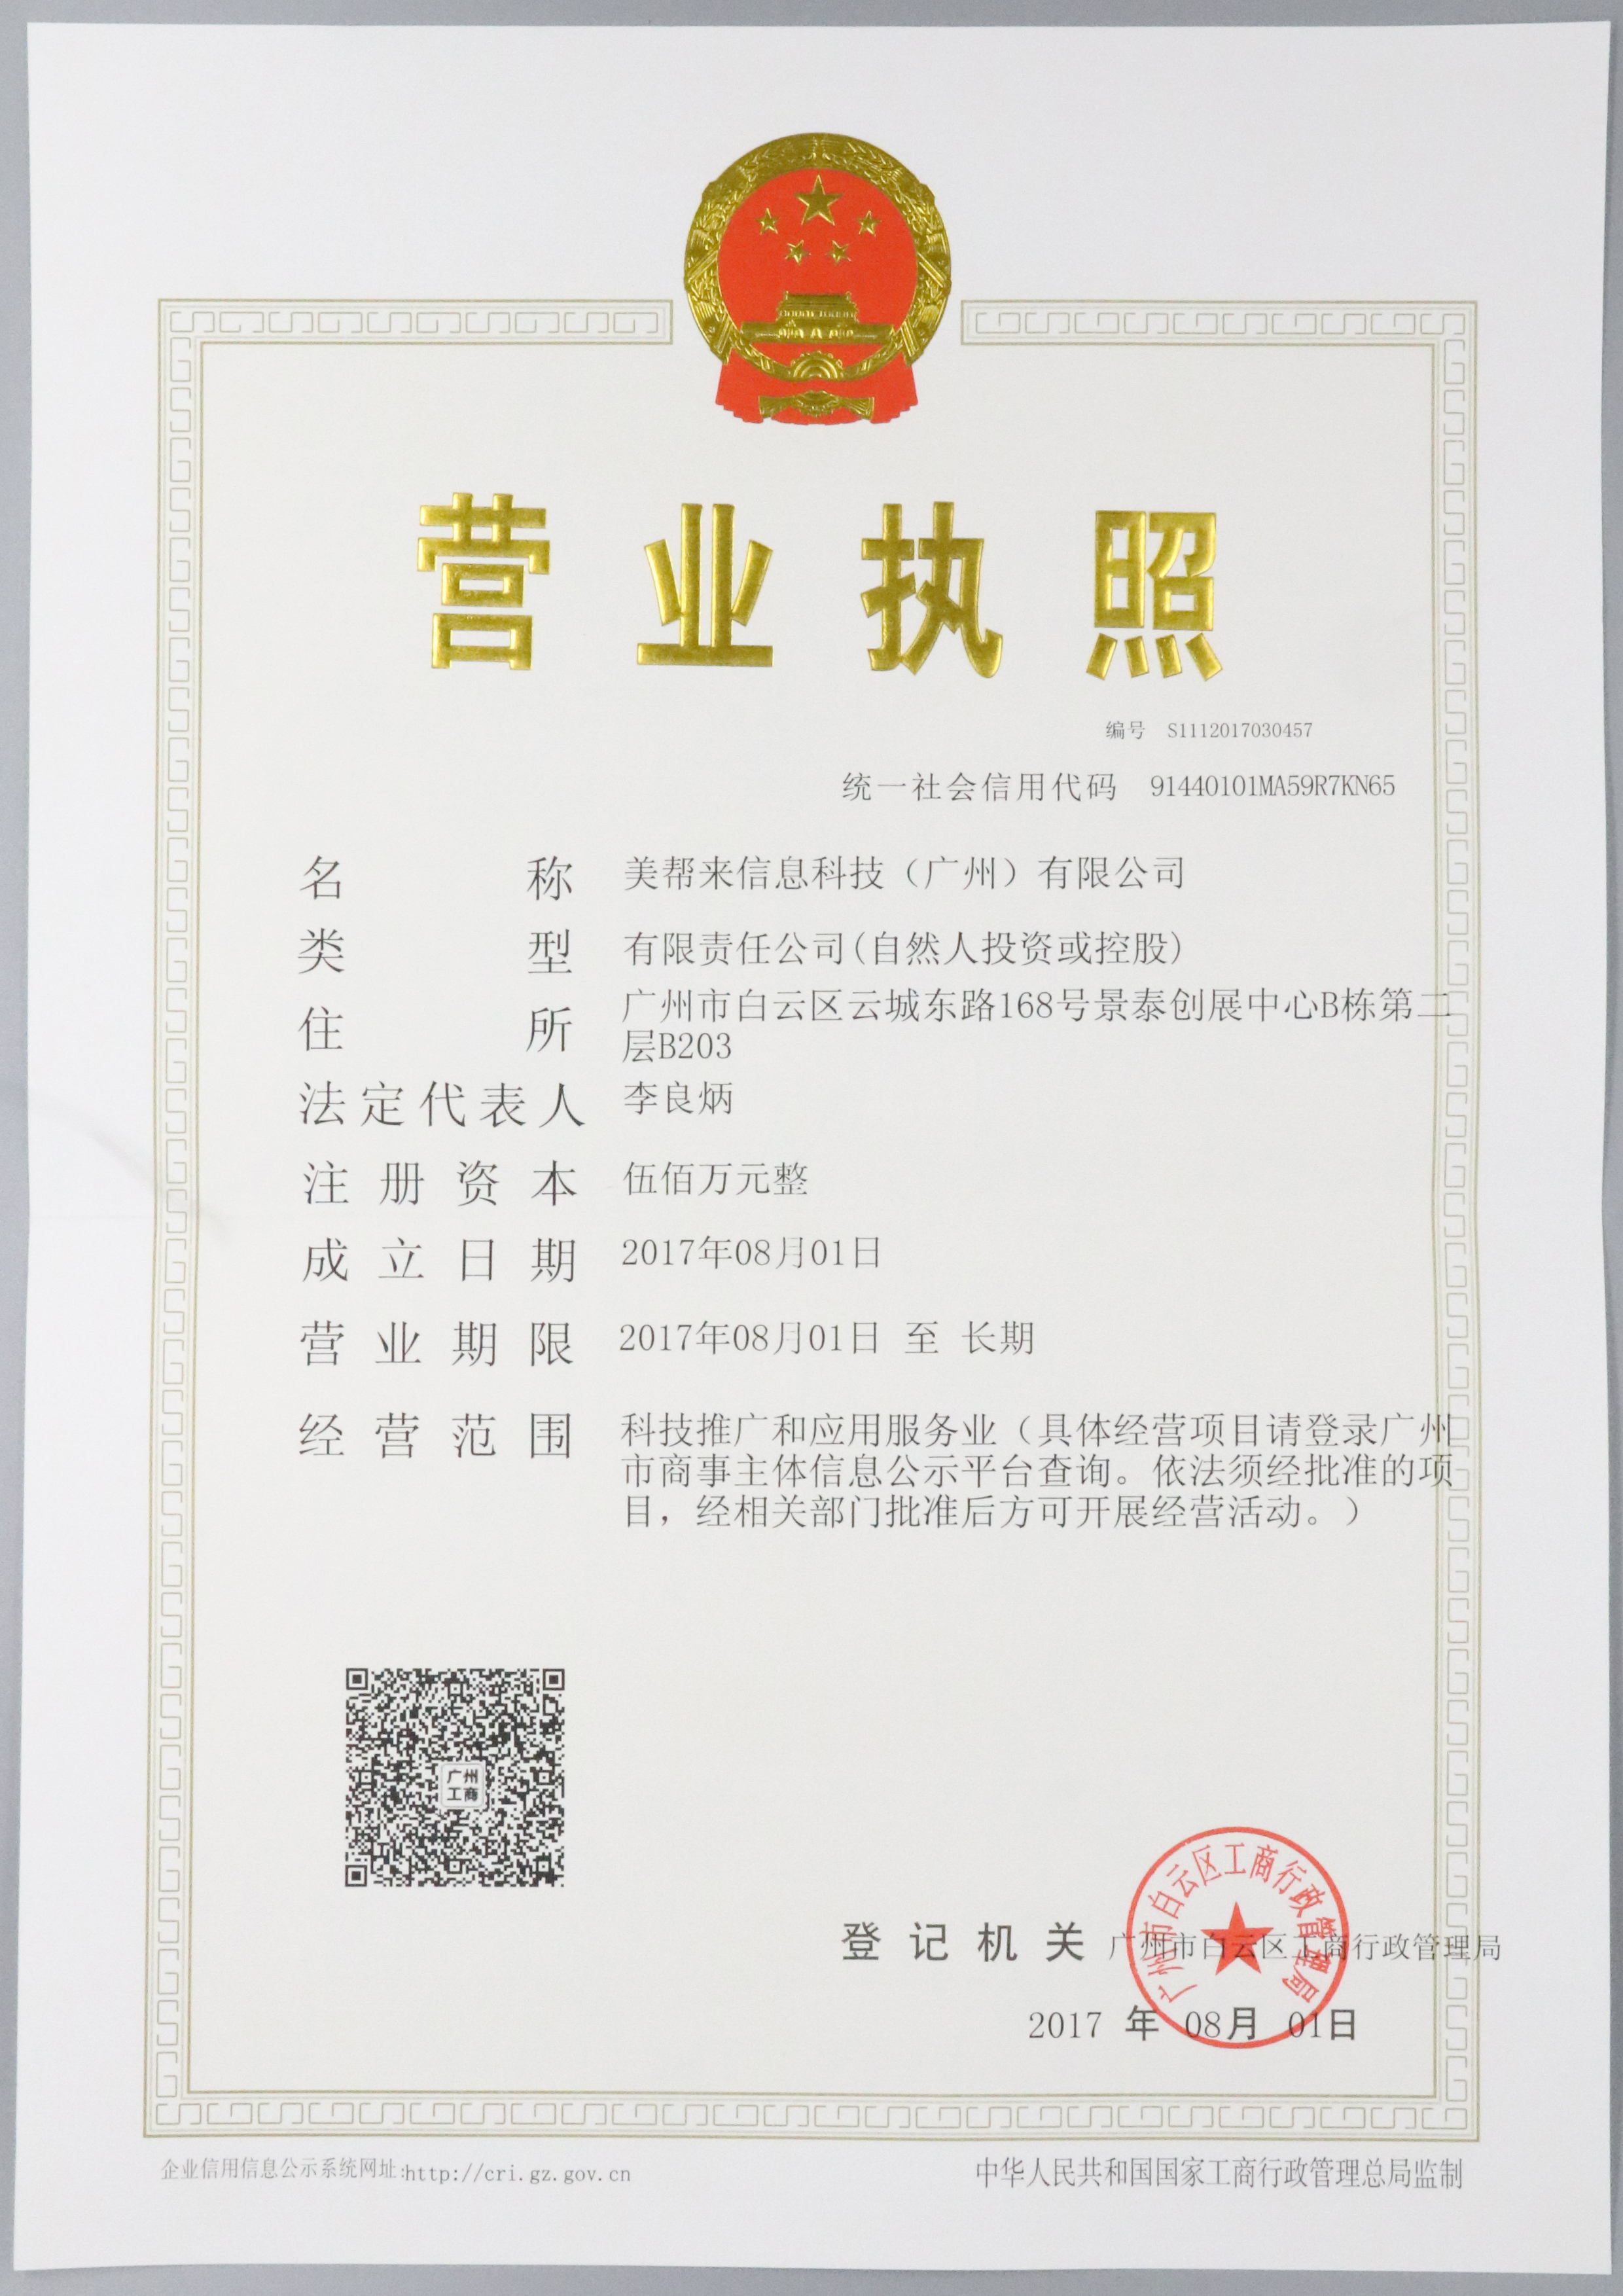 营业执照
编号 S1112017030457
统一社会信用代码 91440101MA59R7KN65
名称 美帮来信息科技（广州）有限公司
类型 有限责任公司(自然人投资或控股)
住所 广州市白云区云城东路168号景泰创展中心B栋第二
层B203
法定代表人 李良炳
注册资本 伍佰万元整
成立日期 2017年08月01日
营业期限 2017年08月01日 至 长期
经营范围 科技推广和应用服务业（具体经营项目请登录广州
市商事主体信息公示平台查询。依法须经批准的项
目，经相关部门批准后方可开展经营活动。）
广州
工商
广州市白云区工商行政管理局
登记机关 广州市白云区工商行政管理局
2017 年 08月 01日
企业信用信息公示系统网址:http://cri.gz.gov.cn
中华人民共和国国家工商行政管理总局监制